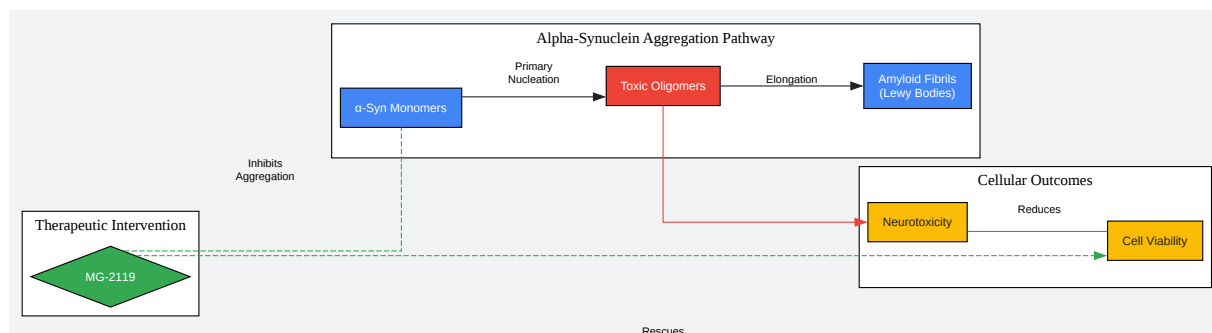 Alpha-Synuclein Aggregation Pathway
Primary
Nucleation
α-Syn Monomers
Toxic Oligomers
Elongation
Amyloid Fibrils
(Lewy Bodies)
Inhibits
Aggregation
Cellular Outcomes
Neurotoxicity
Reduces
Cell Viability
Therapeutic Intervention
MG-2119
Rescues